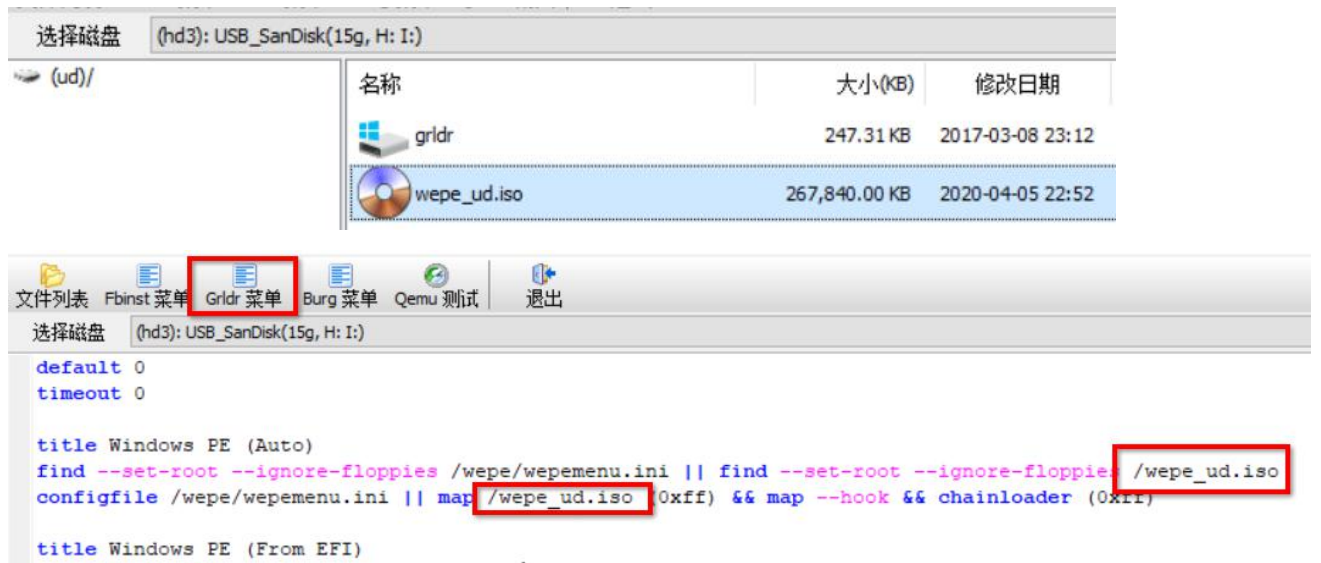 选择磁盘 (hd3): USB_SanDisk(15g, H: I:)
(ud)/
名称 大小(KB) 修改日期
grldr 247.31 KB 2017-03-08 23:12
wepe_ud.iso 267,840.00 KB 2020-04-05 22:52
文件列表 Fbinst 菜单 Grldr 菜单 Burg 菜单 Qemu 测试 退出
选择磁盘 (hd3): USB_SanDisk(15g, H: I:)
default 0
timeout 0
title Windows PE (Auto)
find --set-root --ignore-floppies /wepe/wepemenu.ini || find --set-root --ignore-floppies /wepe_ud.iso
configfile /wepe/wepemenu.ini || map /wepe_ud.iso (0xff) && map --hook && chainloader (0xff)
title Windows PE (From EFI)